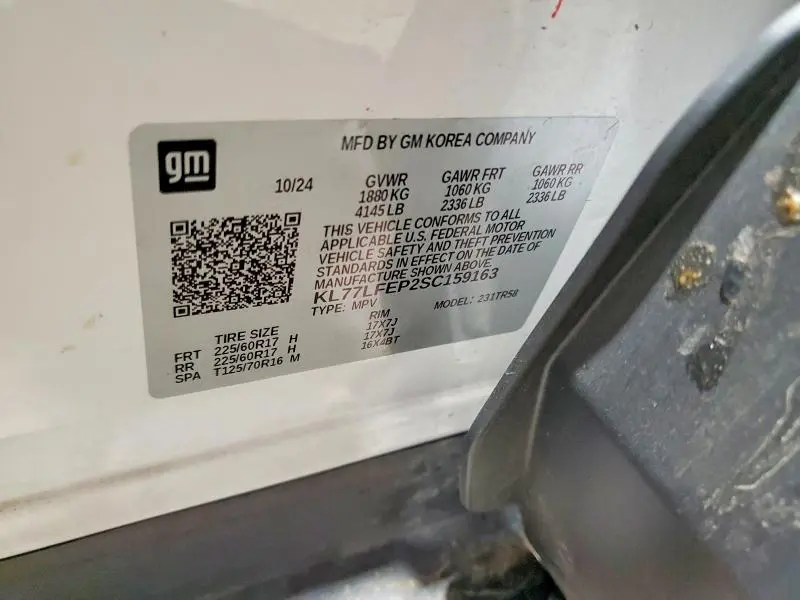 gm
MFD BY GM KOREA COMPANY
10/24 GVWR GAWR FRT GAWR RR
1880 KG 1060 KG 1060 KG
4145 LB 2336 LB 2336 LB
THIS VEHICLE CONFORMS TO ALL
APPLICABLE U.S. FEDERAL MOTOR
VEHICLE SAFETY AND THEFT PREVENTION
STANDARDS IN EFFECT ON THE DATE OF
MANUFACTURE SHOWN ABOVE.
KL77LFEP2SC159163
TYPE: MPV MODEL: 231TR58
TIRE SIZE RIM
FRT 225/60R17 H 17X7J
RR 225/60R17 H 17X7J
SPA T125/70R16 M 16X4BT